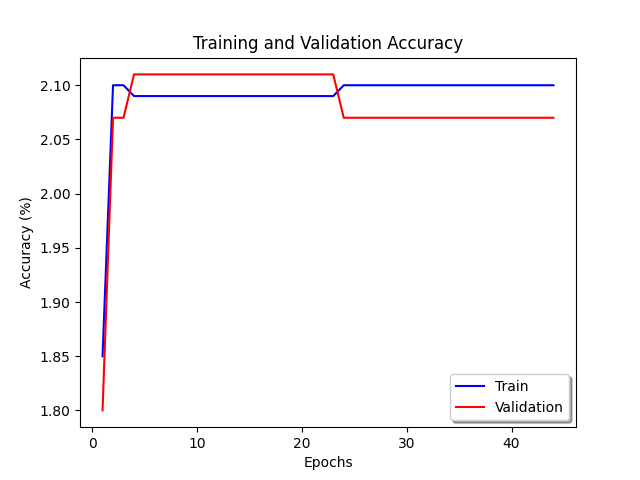 Training and Validation Accuracy
2.10
2.05
2.00
1.95
1.90
1.85
1.80
Accuracy (%)
0 10 20 30 40
Epochs
Train
Validation